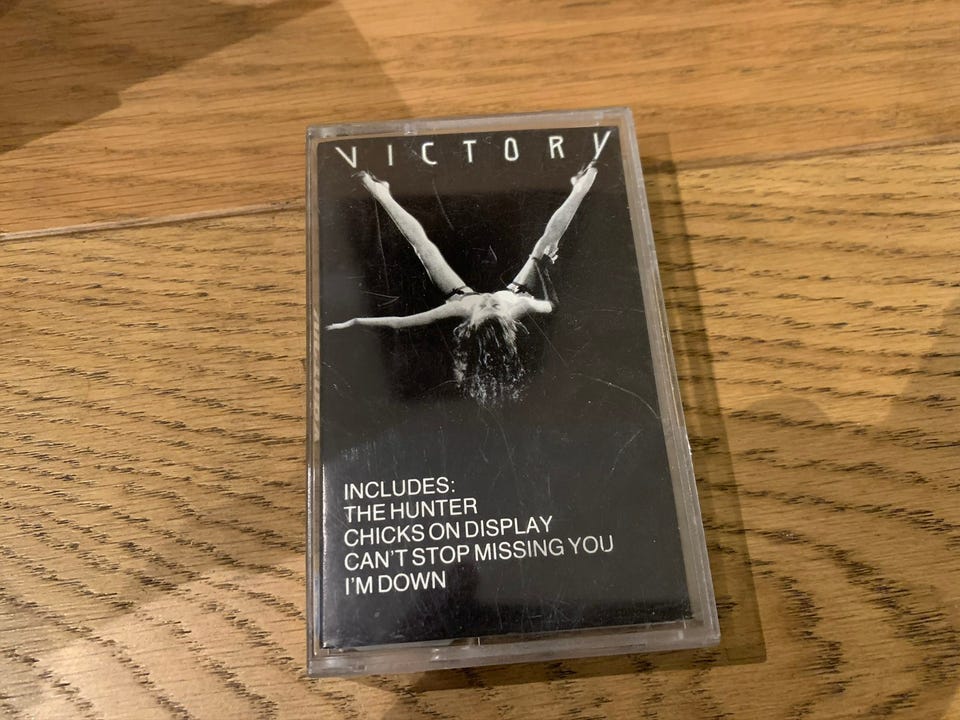 VICTORY
INCLUDES:
THE HUNTER
CHICKS ON DISPLAY
CAN'T STOP MISSING YOU
I'M DOWN